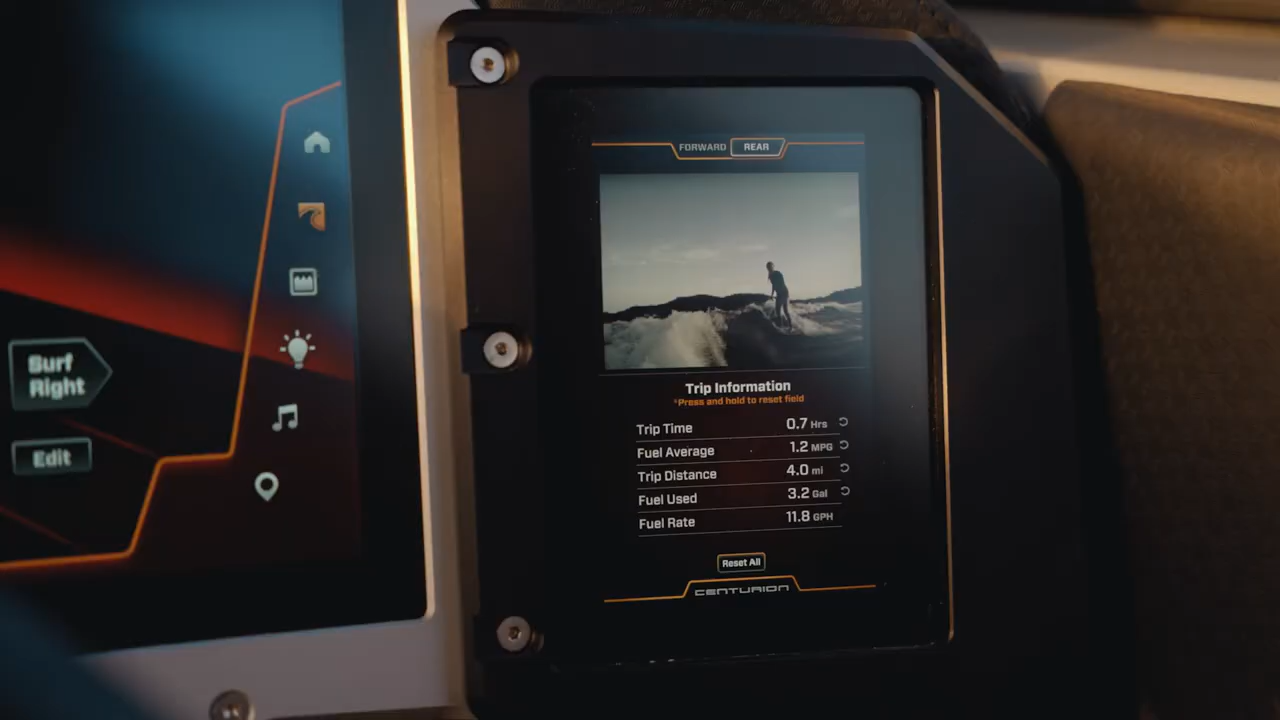 Surf
Right
Edit
FORWARD REAR
Trip Information
*Press and hold to reset field
Trip Time 0.7 Hrs
Fuel Average 1.2 MPG
Trip Distance 4.0 mi
Fuel Used 3.2 Gal
Fuel Rate 11.8 GPH
Reset All
CENTURION